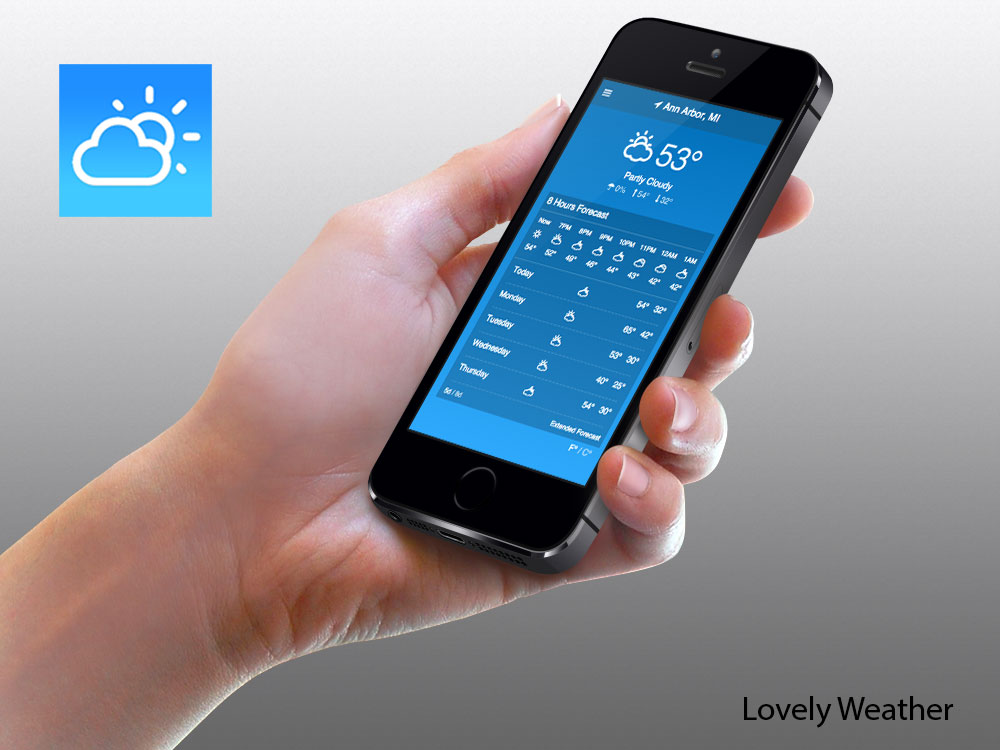 Ann Arbor, MI
53°
Partly Cloudy
0% 54° 32°
8 Hours Forecast
Now 7PM 8PM 9PM 10PM 11PM 12AM 1AM
54° 52° 49° 46° 44° 43° 42° 42°
Today 54° 32°
Monday 65° 42°
Tuesday 53° 30°
Wednesday 40° 25°
Thursday 54° 30°
5d / 8d
Extended Forecast
F° / C°
Lovely Weather